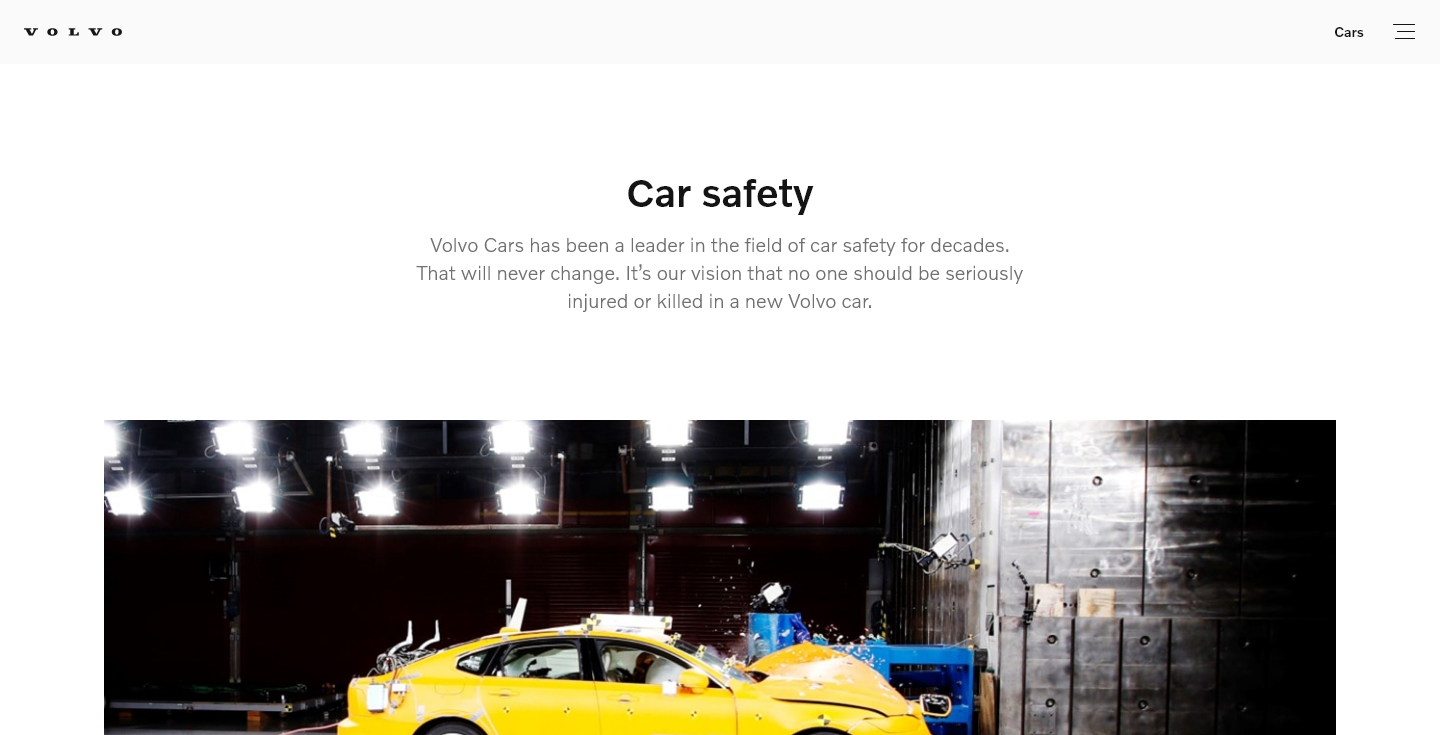 VOLVO
Cars
Car safety
Volvo Cars has been a leader in the field of car safety for decades.
That will never change. It’s our vision that no one should be seriously
injured or killed in a new Volvo car.